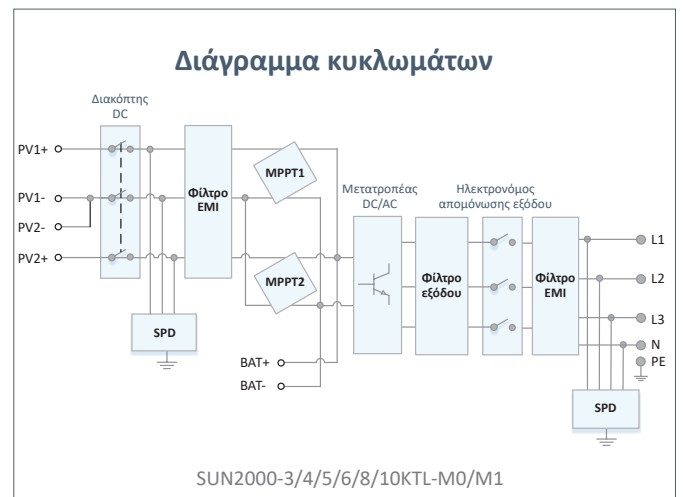 Διάγραμμα κυκλωμάτων
Διακόπτης
DC
PV1+
PV1-
PV2-
PV2+
Φίλτρο
EMI
MPPT1
MPPT2
SPD
BAT+
BAT-
Μετατροπέας
DC/AC
Φίλτρο
εξόδου
Ηλεκτρονόμος
απομόνωσης εξόδου
Φίλτρο
EMI
L1
L2
L3
N
PE
SPD
SUN2000-3/4/5/6/8/10KTL-M0/M1